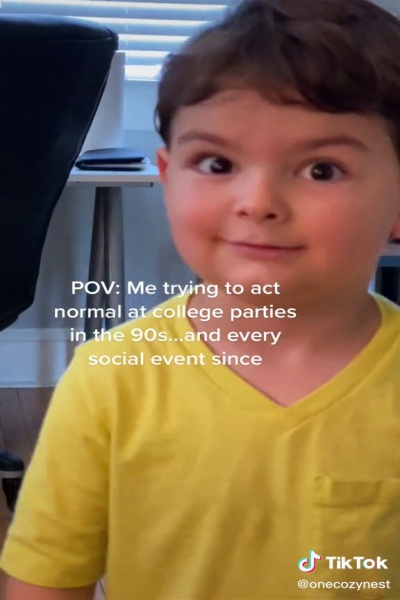 POV: Me trying to act
normal at college parties
in the 90s...and every
social event since
TikTok
@onecozynest